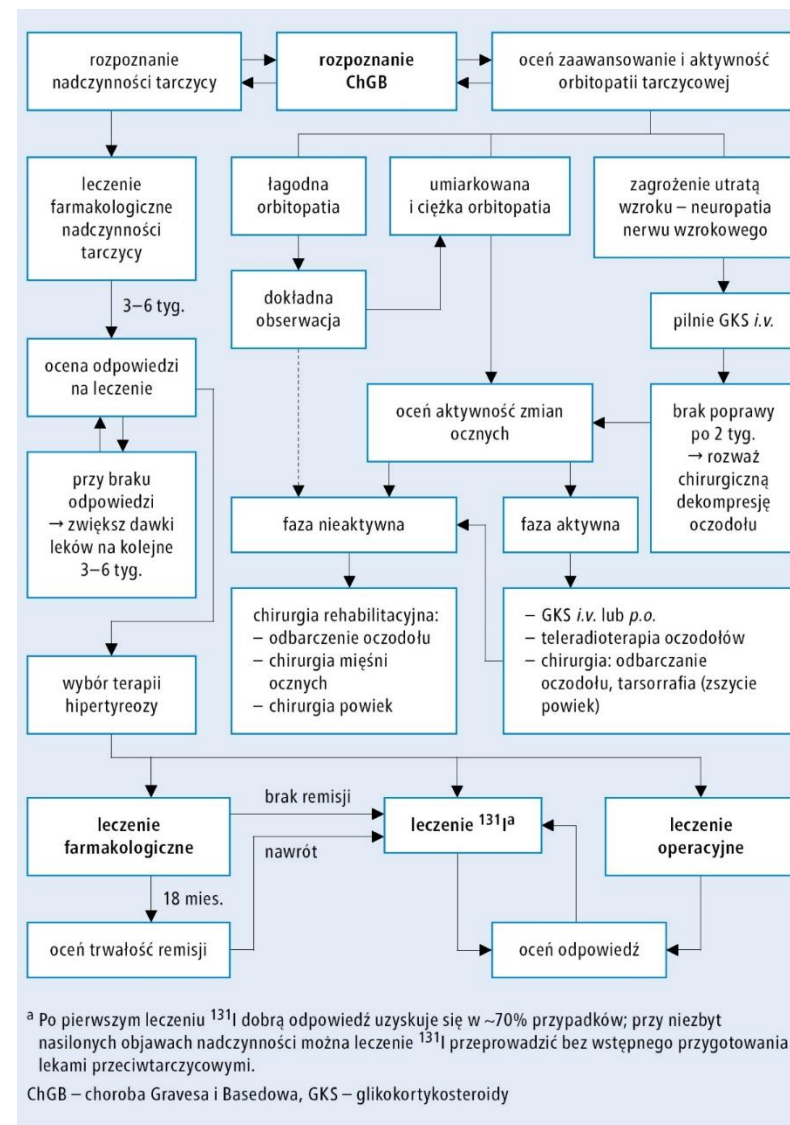 rozpoznanie
nadczynności tarczycy
rozpoznanie
ChGB
oceń zaawansowanie i aktywność
orbitopatii tarczycowej
leczenie
farmakologiczne
nadczynności
tarczycy
łagodna
orbitopatia
umiarkowana
i ciężka orbitopatia
zagrożenie utratą
wzroku – neuropatia
nerwu wzrokowego
3–6 tyg.
dokładna
obserwacja
pilnie GKS i.v.
ocena odpowiedzi
na leczenie
oceń aktywność zmian
ocznych
brak poprawy
po 2 tyg.
→ rozważ
chirurgiczną
dekompresję
oczodołu
przy braku
odpowiedzi
→ zwiększ dawki
leków na kolejne
3–6 tyg.
faza nieaktywna
faza aktywna
chirurgia rehabilitacyjna:
– odbarczenie oczodołu
– chirurgia mięśni
ocznych
– chirurgia powiek
– GKS i.v. lub p.o.
– teleradioterapia oczodołów
– chirurgia: odbarczanie
oczodołu, tarsorrafia (zszycie
powiek)
wybór terapii
hipertyreozy
leczenie
farmakologiczne
brak remisji
nawrót
leczenie ¹³¹Iᵃ
leczenie
operacyjne
18 mies.
oceń trwałość remisji
oceń odpowiedź
ᵃ Po pierwszym leczeniu ¹³¹I dobrą odpowiedź uzyskuje się w ~70% przypadków; przy niezbyt
nasilonych objawach nadczynności można leczenie ¹³¹I przeprowadzić bez wstępnego przygotowania
lekami przeciwtarczycowymi.
ChGB – choroba Gravesa i Basedowa, GKS – glikokortykosteroidy